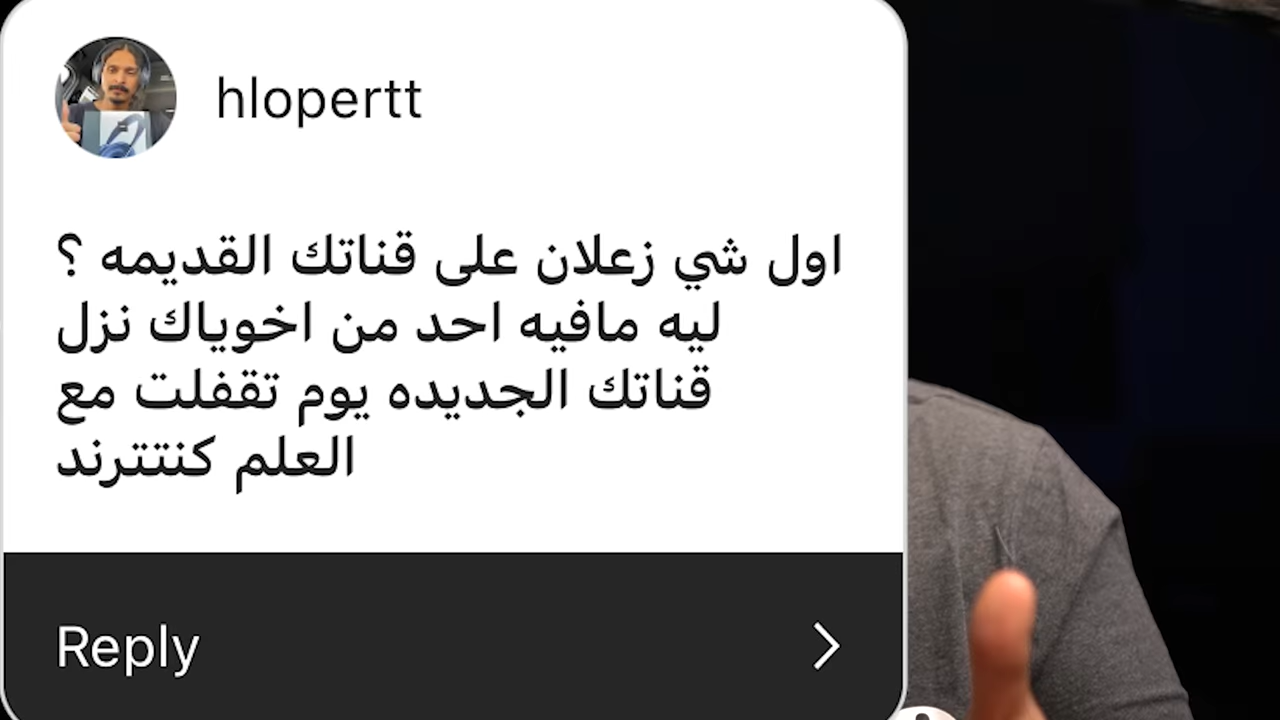 hlopertt
اول شي زعلان على قناتك القديمه ؟
ليه مافيه احد من اخوياك نزل
قناتك الجديده يوم تقفلت مع
العلم كنتترند
Reply